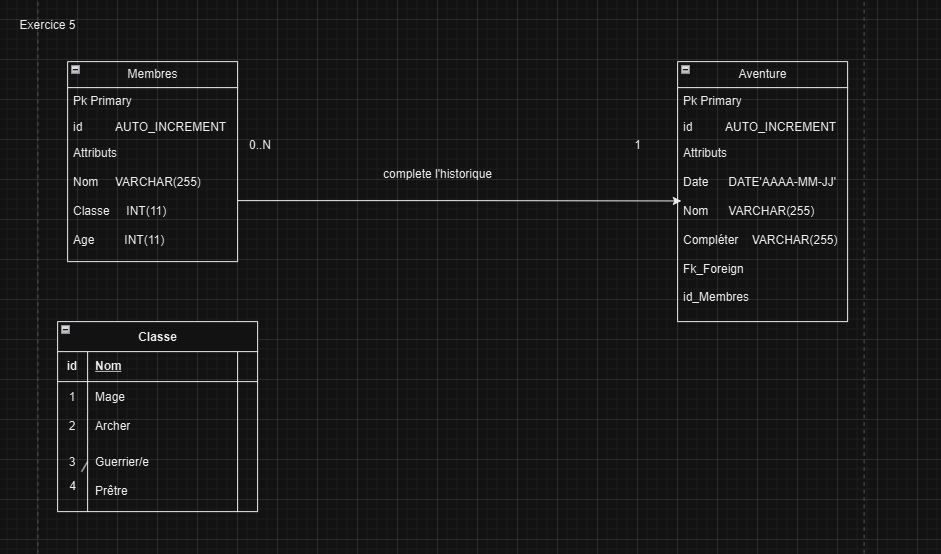 Exercice 5
Membres
Pk Primary
id AUTO_INCREMENT
Attributs
Nom VARCHAR(255)
Classe INT(11)
Age INT(11)
0..N
complete l'historique
1
Aventure
Pk Primary
id AUTO_INCREMENT
Attributs
Date DATE'AAAA-MM-JJ'
Nom VARCHAR(255)
Compléter VARCHAR(255)
Fk_Foreign
id_Membres
Classe
id Nom
1 Mage
2 Archer
3 Guerrier/e
4 Prêtre